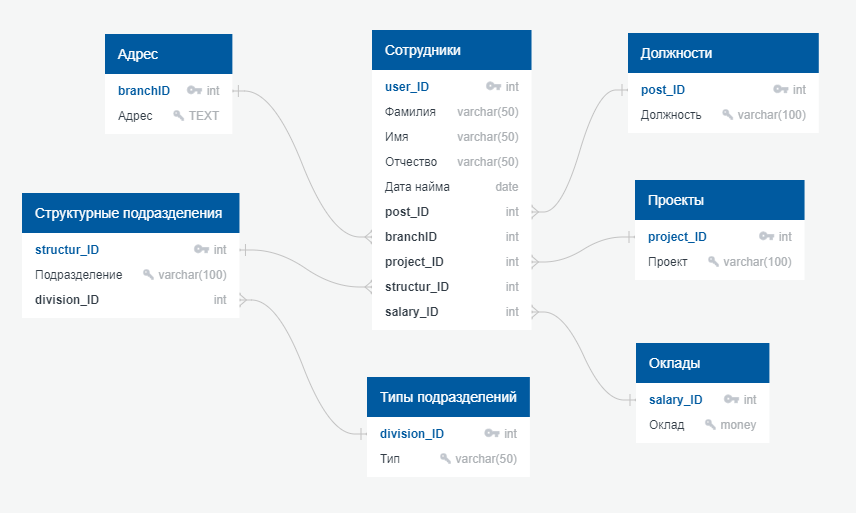 Адрес
branchID int
Адрес TEXT
Сотрудники
user_ID int
Фамилия varchar(50)
Имя varchar(50)
Отчество varchar(50)
Дата найма date
post_ID int
branchID int
project_ID int
structur_ID int
salary_ID int
Должности
post_ID int
Должность varchar(100)
Структурные подразделения
structur_ID int
Подразделение varchar(100)
division_ID int
Проекты
project_ID int
Проект varchar(100)
Типы подразделений
division_ID int
Тип varchar(50)
Оклады
salary_ID int
Оклад money